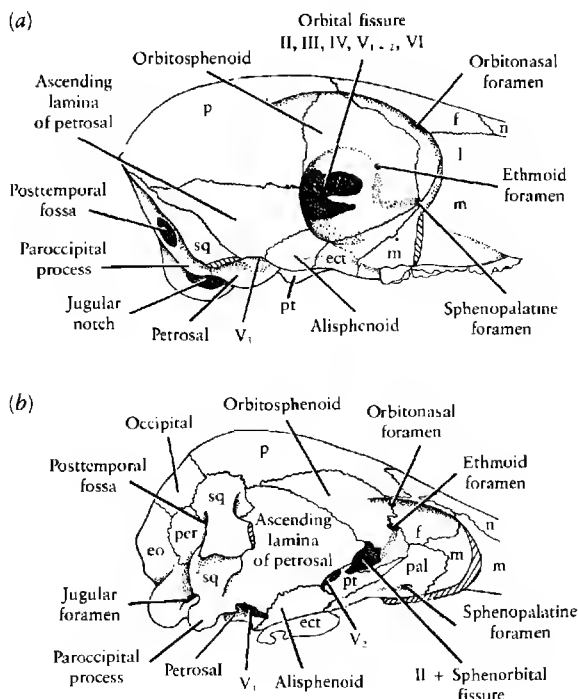 (a)
Orbital fissure
II, III, IV, V₁₊₂, VI
Orbitosphenoid
Orbitonasal
foramen
Ascending
lamina
of petrosal
p
f
n
l
Ethmoid
foramen
m
Posttemporal
fossa
Paroccipital
process
sq
ect
m
Jugular
notch
Petrosal
V₃
pt
Alisphenoid
Sphenopalatine
foramen
(b)
Occipital
Orbitosphenoid
Orbitonasal
foramen
Posttemporal
fossa
p
Ethmoid
foramen
sq
n
per
Ascending
lamina
of petrosal
f
m
eo
sq
pt
pal
m
Jugular
foramen
ect
V₂
Sphenopalatine
foramen
Paroccipital
process
Petrosal
Alisphenoid
II + Sphenorbital
fissure